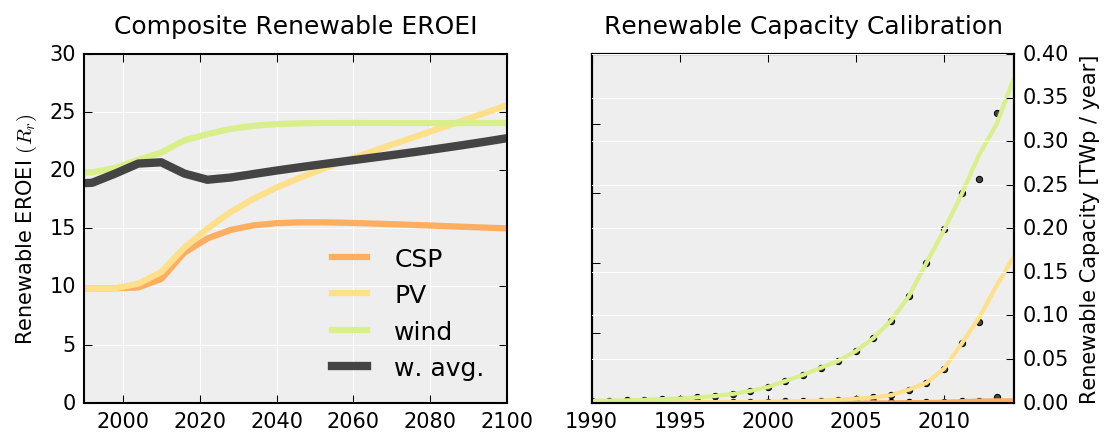 Composite Renewable EROEI
Renewable EROEI (R_r)
30
25
20
15
10
5
0
2000 2020 2040 2060 2080 2100
CSP
PV
wind
w. avg.
Renewable Capacity Calibration
0.40
0.35
0.30
0.25
0.20
0.15
0.10
0.05
0.00
1990 1995 2000 2005 2010
Renewable Capacity [TWp / year]